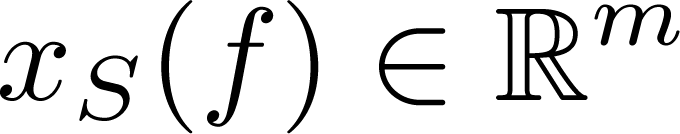 x_S(f) ∈ ℝ^m